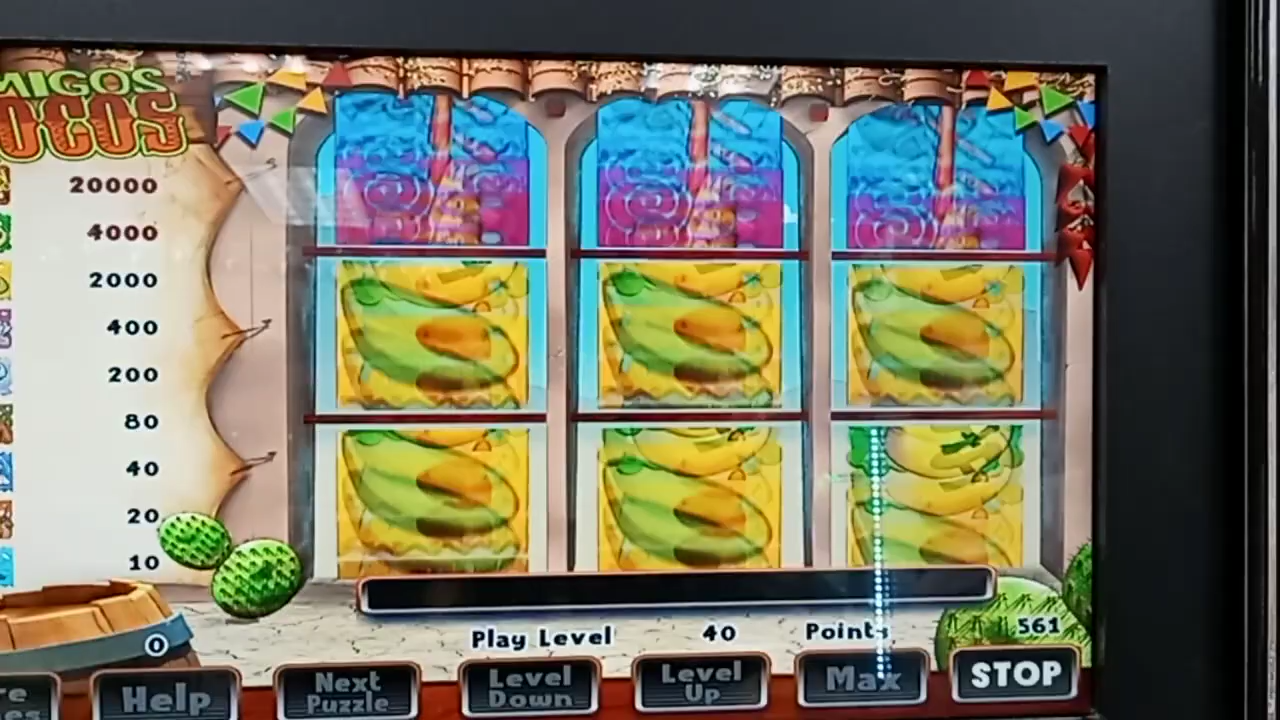 MIGOS
OCOS
20000
4000
2000
400
200
80
40
20
10
0
Play Level 40 Points 561
Help
Next
Puzzle
Level
Down
Level
Up
Max
STOP